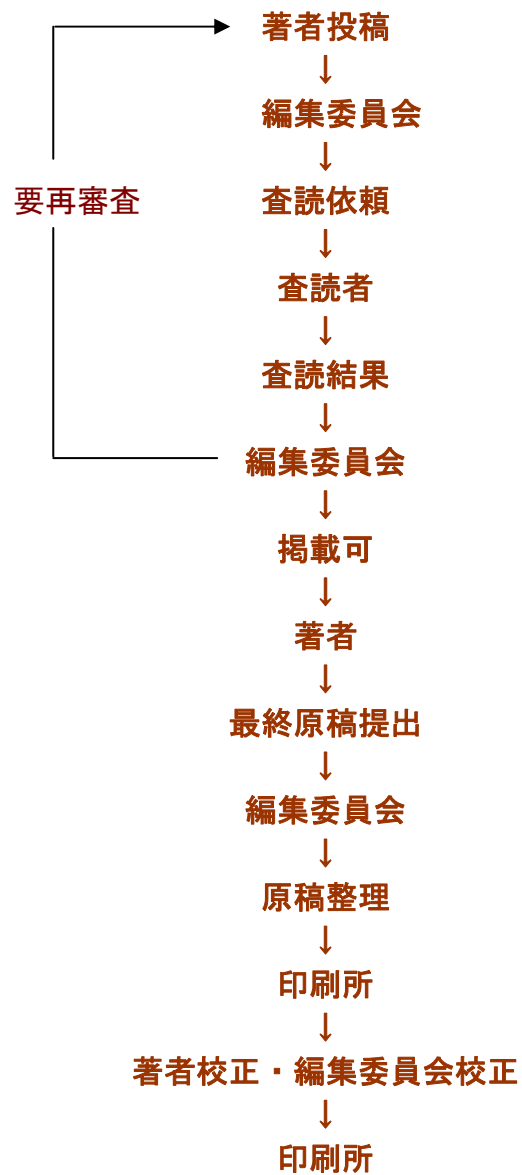 著者投稿
↓
編集委員会
↓
要再審査
査読依頼
↓
査読者
↓
査読結果
↓
編集委員会
↓
掲載可
↓
著者
↓
最終原稿提出
↓
編集委員会
↓
原稿整理
↓
印刷所
↓
著者校正・編集委員会校正
↓
印刷所